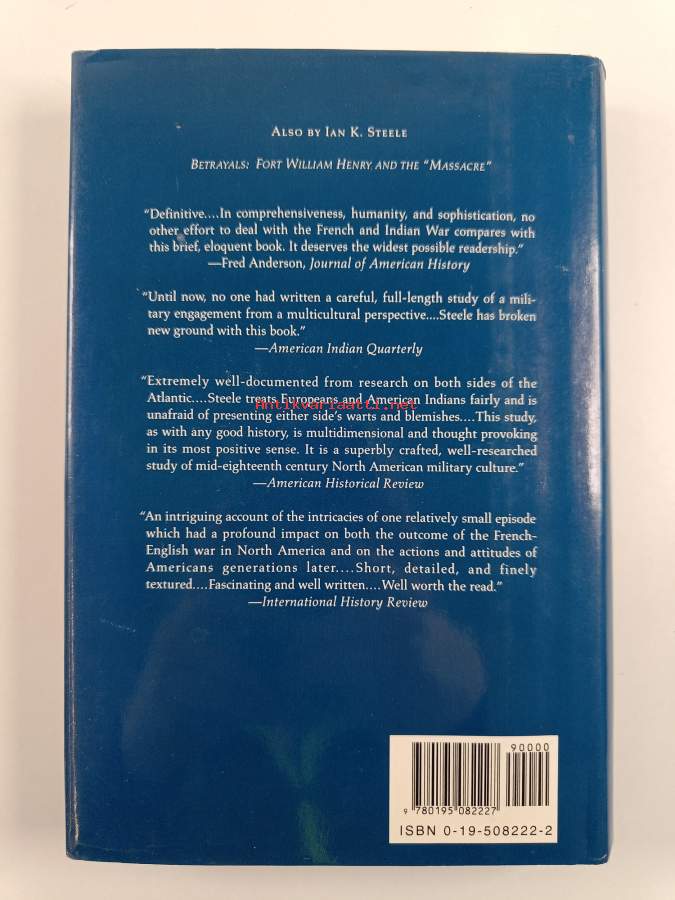 ALSO BY IAN K. STEELE
BETRAYALS: FORT WILLIAM HENRY AND THE "MASSACRE"
"Definitive....In comprehensiveness, humanity, and sophistication, no
other effort to deal with the French and Indian War compares with
this brief, eloquent book. It deserves the widest possible readership."
—Fred Anderson, Journal of American History
"Until now, no one had written a careful, full-length study of a mili-
tary engagement from a multicultural perspective....Steele has broken
new ground with this book."
—American Indian Quarterly
"Extremely well-documented from research on both sides of the
Atlantic....Steele treats Europeans and American Indians fairly and is
Antikvariaatti.net
unafraid of presenting either side's warts and blemishes....This study,
as with any good history, is multidimensional and thought provoking
in its most positive sense. It is a superbly crafted, well-researched
study of mid-eighteenth century North American military culture."
—American Historical Review
"An intriguing account of the intricacies of one relatively small episode
which had a profound impact on both the outcome of the French-
English war in North America and on the actions and attitudes of
Americans generations later....Short, detailed, and finely
textured....Fascinating and well written....Well worth the read."
—International History Review
90000
9 780195 082227
ISBN 0-19-508222-2